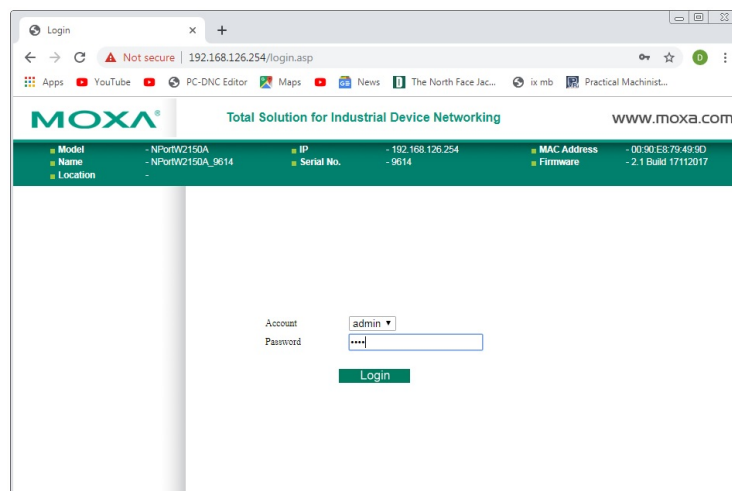 Login
Not secure | 192.168.126.254/login.asp
Apps YouTube PC-DNC Editor Maps News The North Face Jac... ix mb Practical Machinist...
MOXA® Total Solution for Industrial Device Networking www.moxa.com
Model - NPortW2150A IP - 192.168.126.254 MAC Address - 00:90:E8:79:49:9D
Name - NPortW2150A_9614 Serial No. - 9614 Firmware - 2.1 Build 17112017
Location -
Account admin
Password ••••
Login